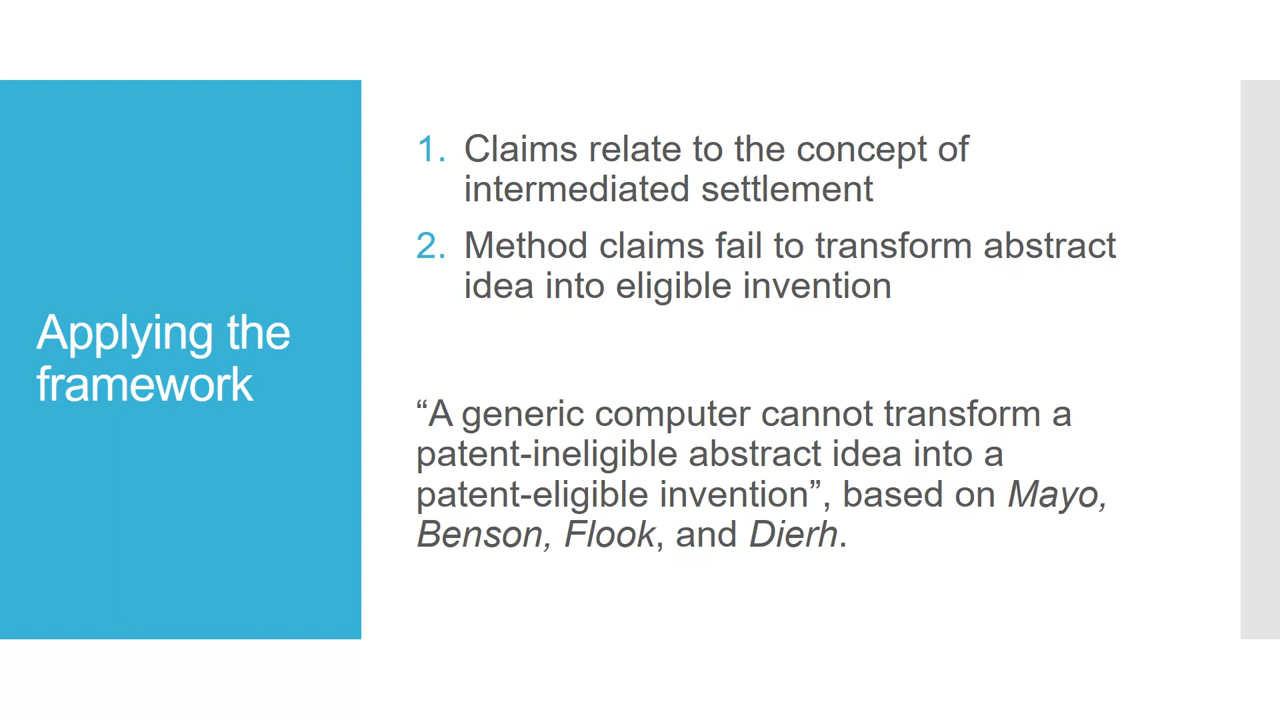 Applying the
framework
1. Claims relate to the concept of
intermediated settlement
2. Method claims fail to transform abstract
idea into eligible invention
“A generic computer cannot transform a
patent-ineligible abstract idea into a
patent-eligible invention”, based on Mayo,
Benson, Flook, and Dierh.